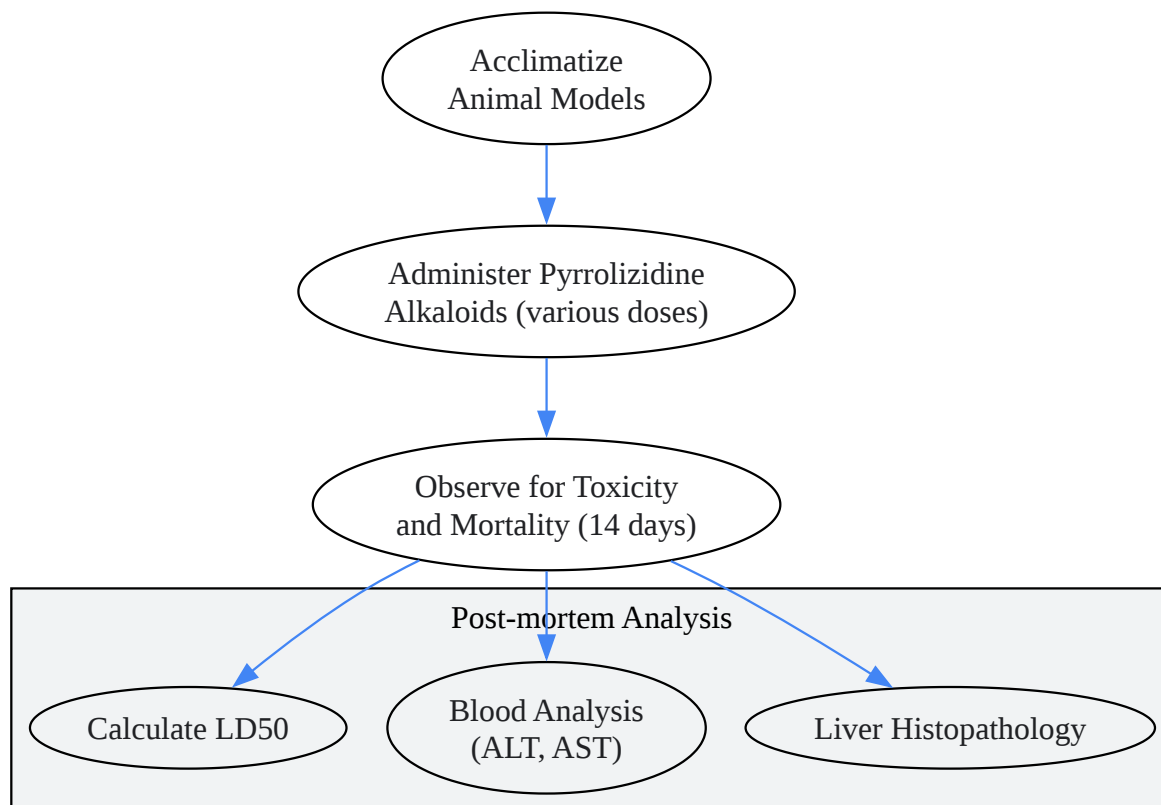 Acclimatize
Animal Models
Administer Pyrrolizidine
Alkaloids (various doses)
Observe for Toxicity
and Mortality (14 days)
Post-mortem Analysis
Calculate LD50
Blood Analysis
(ALT, AST)
Liver Histopathology